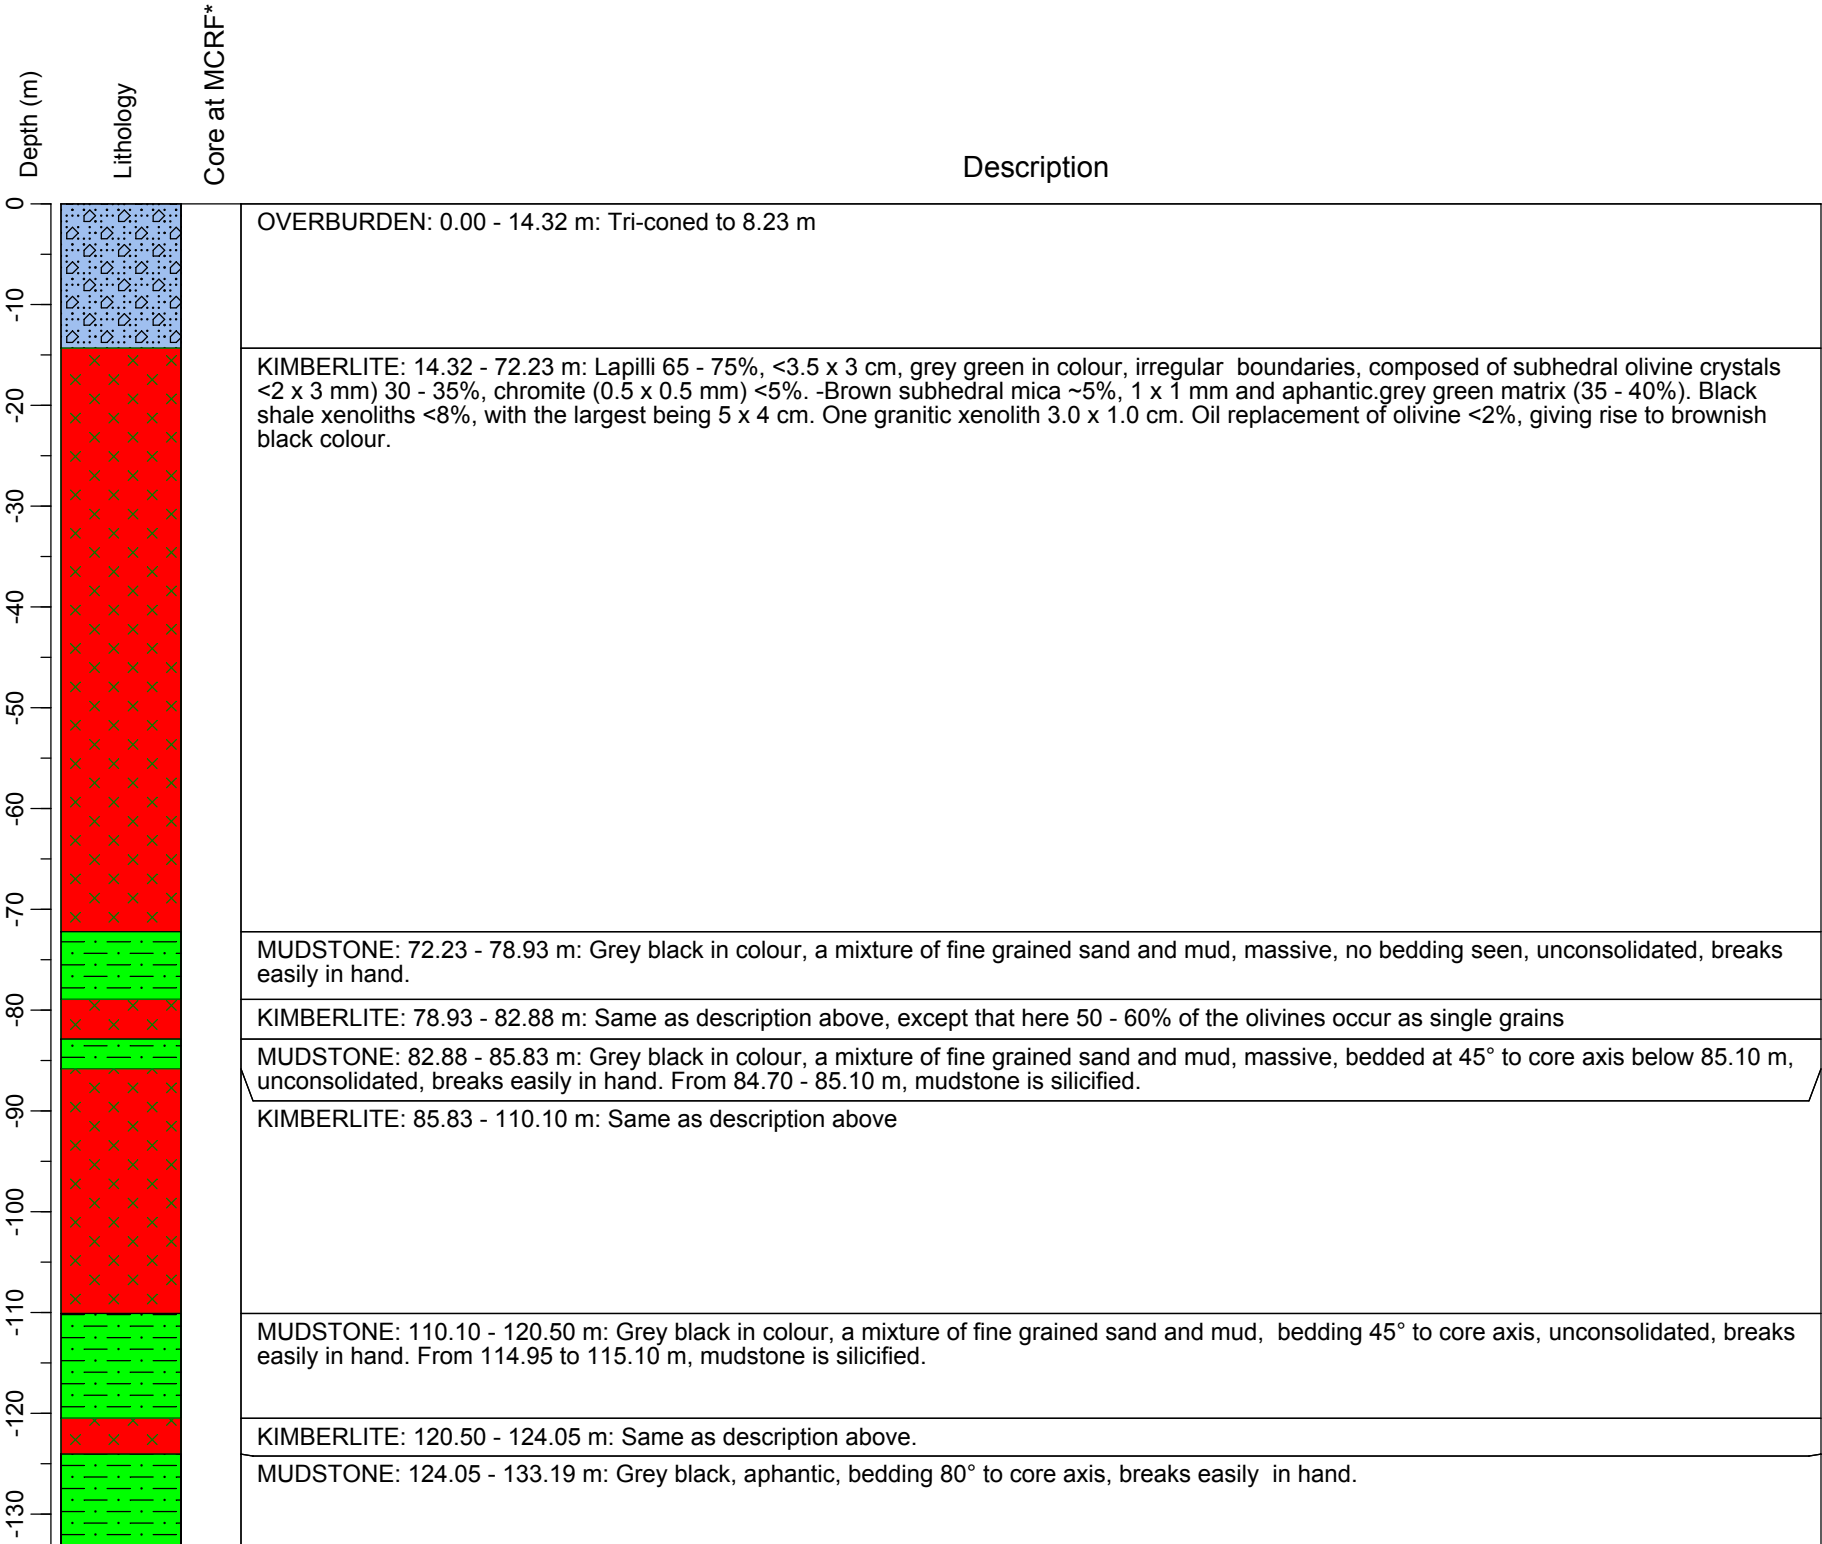 Depth (m)
Lithology
Core at MCRF*
Description
0
OVERBURDEN: 0.00 - 14.32 m: Tri-coned to 8.23 m
-10
KIMBERLITE: 14.32 - 72.23 m: Lapilli 65 - 75%, <3.5 x 3 cm, grey green in colour, irregular  boundaries, composed of subhedral olivine crystals
<2 x 3 mm) 30 - 35%, chromite (0.5 x 0.5 mm) <5%. -Brown subhedral mica ~5%, 1 x 1 mm and aphantic.grey green matrix (35 - 40%). Black
shale xenoliths <8%, with the largest being 5 x 4 cm. One granitic xenolith 3.0 x 1.0 cm. Oil replacement of olivine <2%, giving rise to brownish
black colour.
-20
-30
-40
-50
-60
-70
MUDSTONE: 72.23 - 78.93 m: Grey black in colour, a mixture of fine grained sand and mud, massive, no bedding seen, unconsolidated, breaks
easily in hand.
-80
KIMBERLITE: 78.93 - 82.88 m: Same as description above, except that here 50 - 60% of the olivines occur as single grains
MUDSTONE: 82.88 - 85.83 m: Grey black in colour, a mixture of fine grained sand and mud, massive, bedded at 45° to core axis below 85.10 m,
unconsolidated, breaks easily in hand. From 84.70 - 85.10 m, mudstone is silicified.
-90
KIMBERLITE: 85.83 - 110.10 m: Same as description above
-100
-110
MUDSTONE: 110.10 - 120.50 m: Grey black in colour, a mixture of fine grained sand and mud,  bedding 45° to core axis, unconsolidated, breaks
easily in hand. From 114.95 to 115.10 m, mudstone is silicified.
-120
KIMBERLITE: 120.50 - 124.05 m: Same as description above.
MUDSTONE: 124.05 - 133.19 m: Grey black, aphantic, bedding 80° to core axis, breaks easily  in hand.
-130